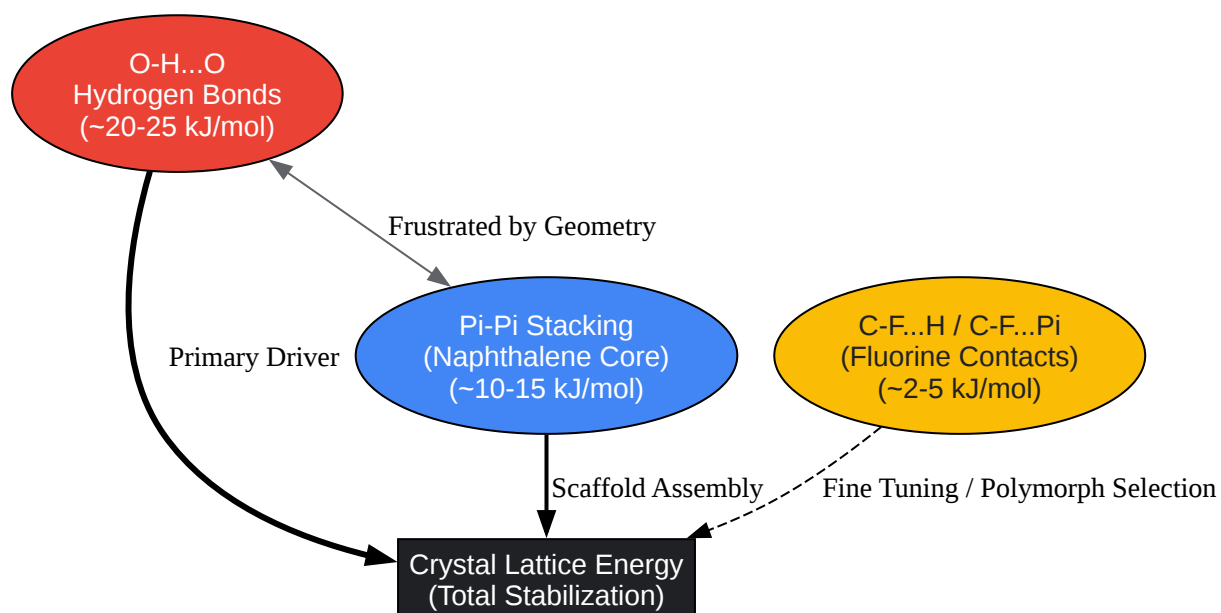 O-H...O
Hydrogen Bonds
(~20-25 kJ/mol)
Frustrated by Geometry
Primary Driver
Pi-Pi Stacking
(Naphthalene Core)
(~10-15 kJ/mol)
C-F...H / C-F...Pi
(Fluorine Contacts)
(~2-5 kJ/mol)
Scaffold Assembly
Fine Tuning / Polymorph Selection
Crystal Lattice Energy
(Total Stabilization)